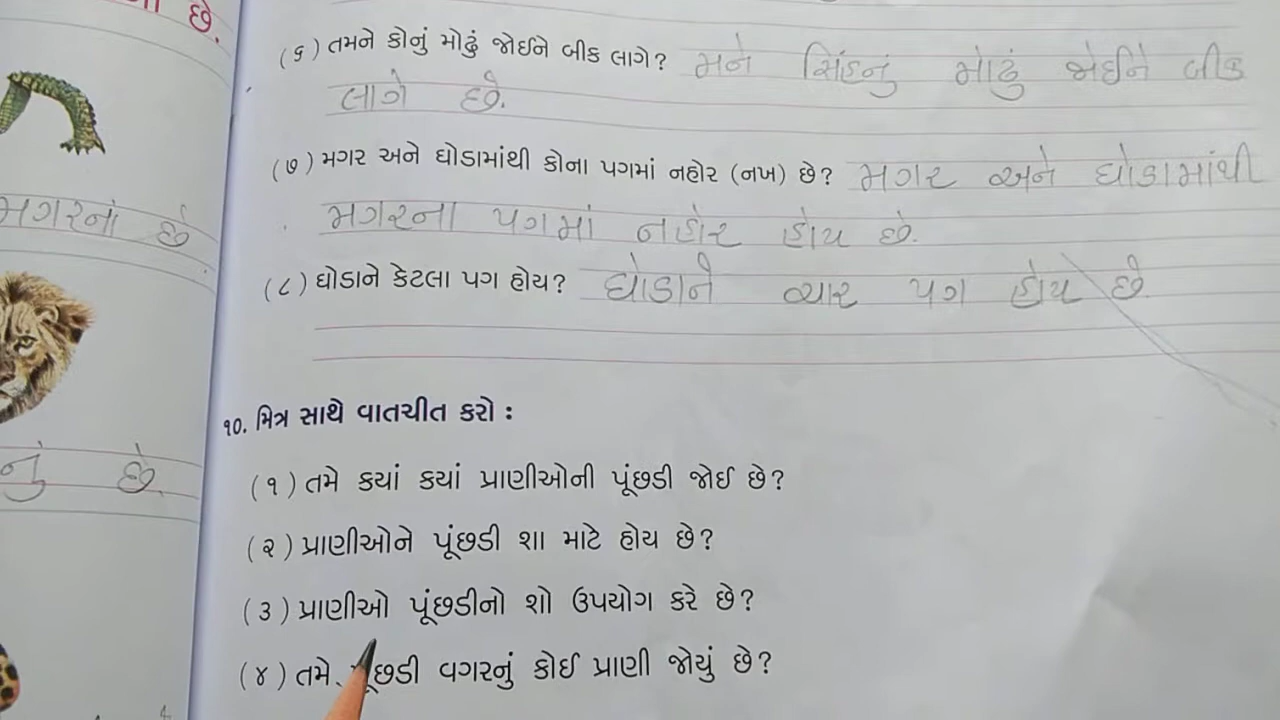 છે.
(૬) તમને કોનું મોઢું જોઈને બીક લાગે? મને સિંહનું મોઢું જોઈને બીક
લાગે છે.
(૭) મગર અને ઘોડામાંથી કોના પગમાં નહોર (નખ) છે? મગર અને ઘોડામાંથી
મગરના પગમાં નહોર હોય છે.
(૮) ઘોડાને કેટલા પગ હોય? ઘોડાને ચાર પગ હોય છે
૧૦. મિત્ર સાથે વાતચીત કરો :
(૧) તમે કયાં કયાં પ્રાણીઓની પૂંછડી જોઈ છે?
(૨) પ્રાણીઓને પૂંછડી શા માટે હોય છે?
(૩) પ્રાણીઓ પૂંછડીનો શો ઉપયોગ કરે છે?
(૪) તમે પૂંછડી વગરનું કોઈ પ્રાણી જોયું છે?
મગરનો છે
નું છે.